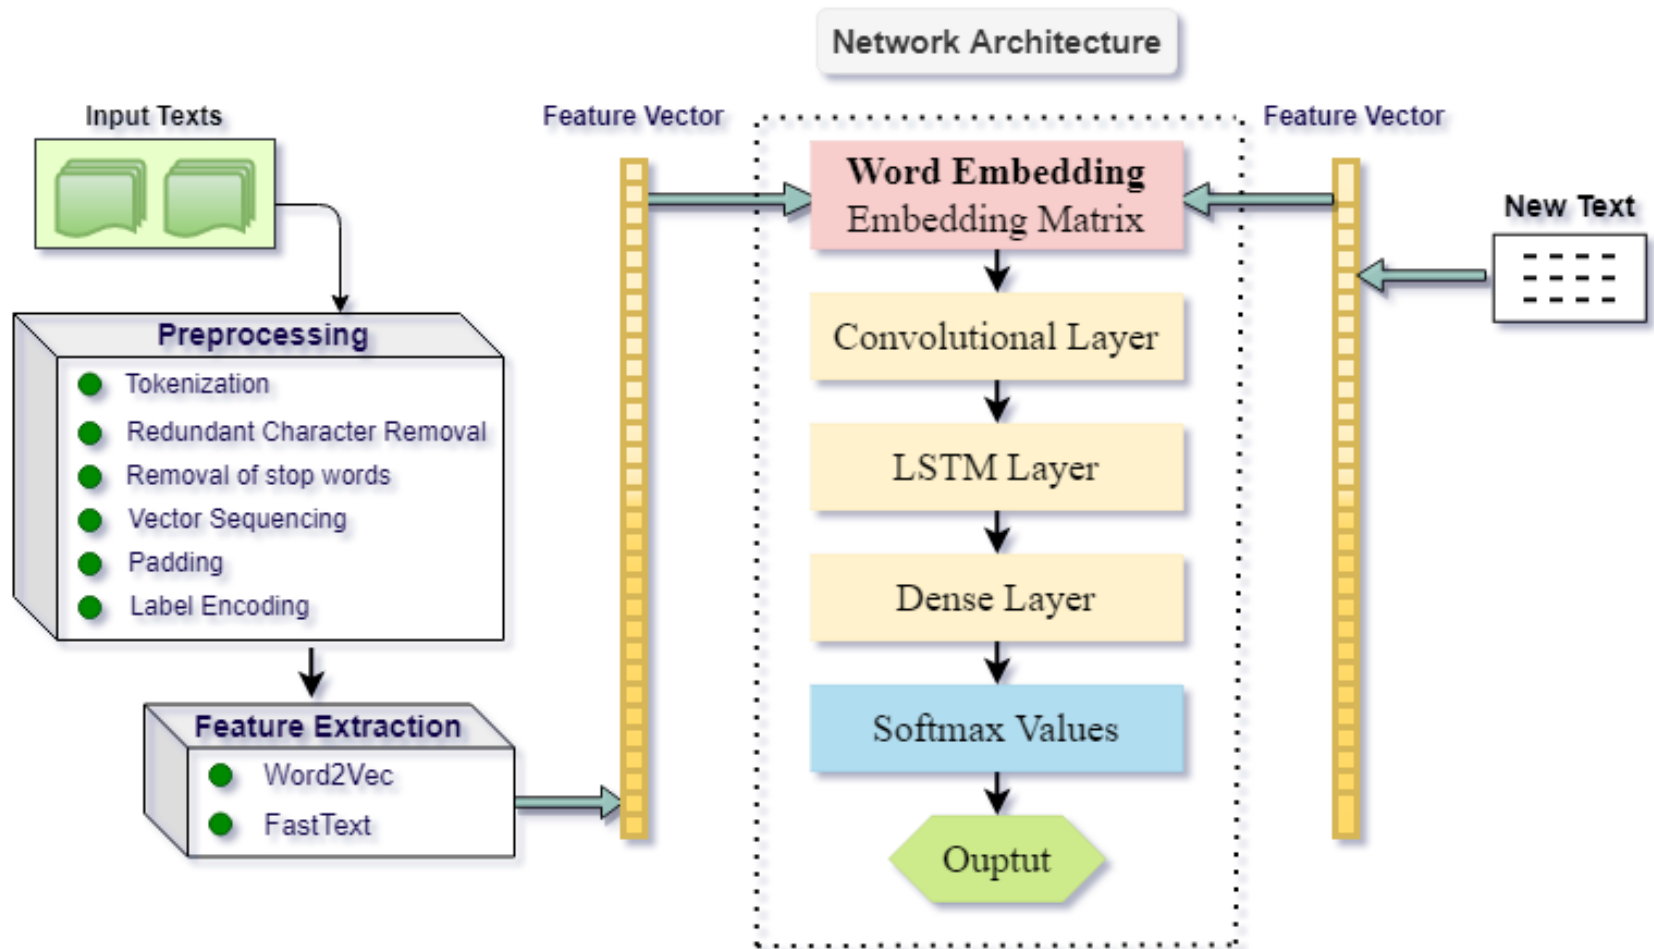 Network Architecture
Input Texts
Preprocessing
Tokenization
Redundant Character Removal
Removal of stop words
Vector Sequencing
Padding
Label Encoding
Feature Extraction
Word2Vec
FastText
Feature Vector
Word Embedding
Embedding Matrix
Convolutional Layer
LSTM Layer
Dense Layer
Softmax Values
Ouptut
Feature Vector
New Text